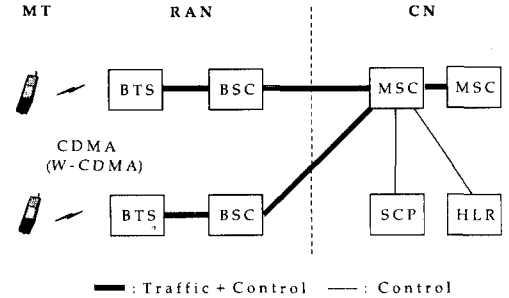 MT RAN CN
BTS BSC MSC MSC
CDMA
(W-CDMA)
BTS BSC SCP HLR
: Traffic + Control : Control